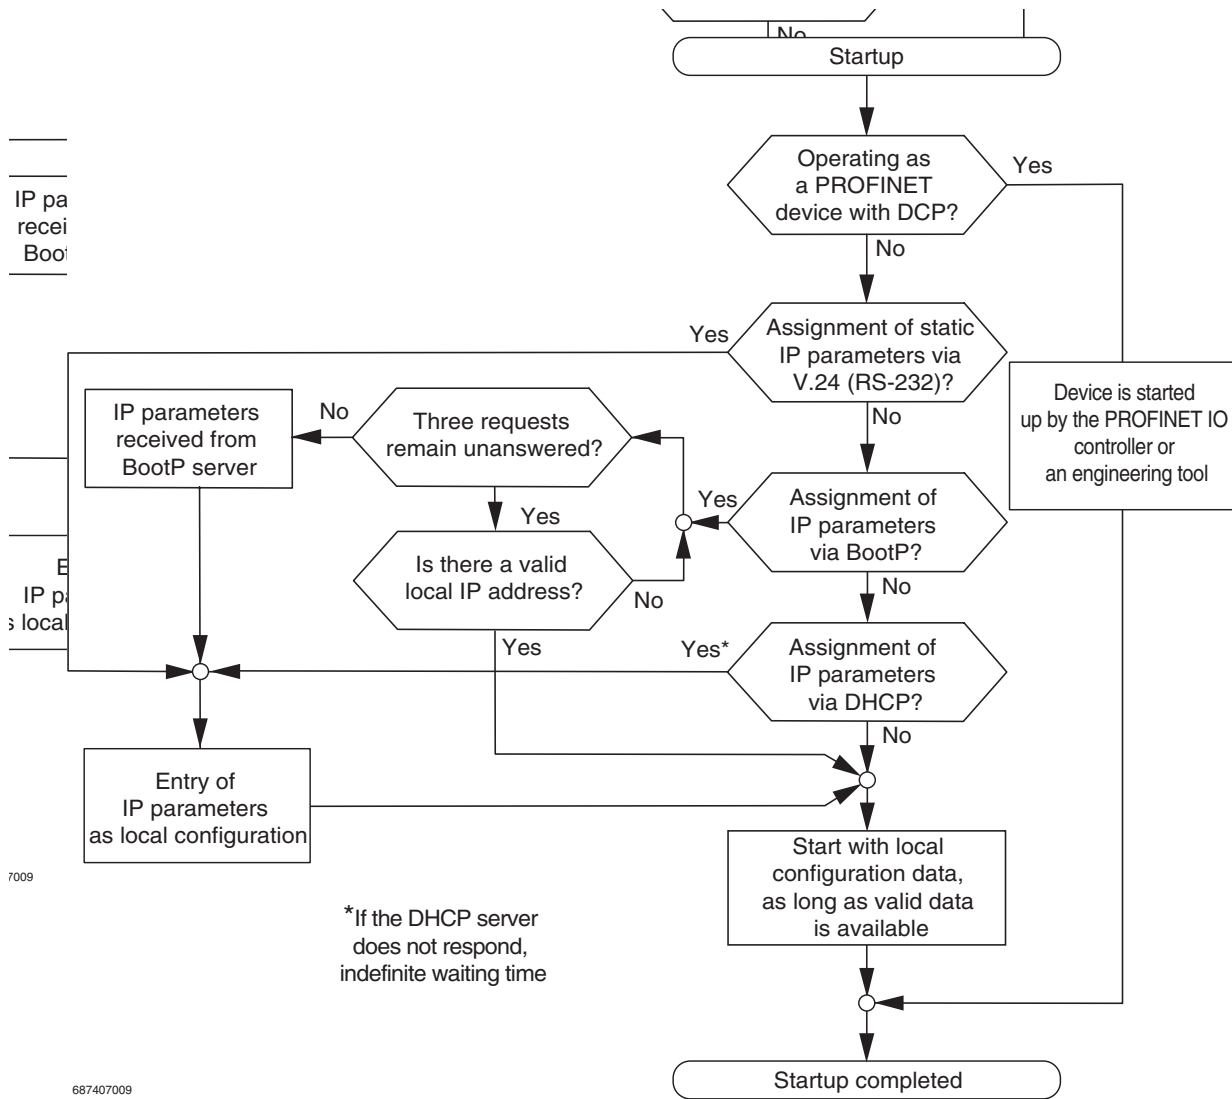 No
Startup
Operating as
a PROFINET
device with DCP?
Yes
No
IP pa
recei
Boot
Yes
Assignment of static
IP parameters via
V.24 (RS-232)?
No
Device is started
up by the PROFINET IO
controller or
an engineering tool
IP parameters
received from
BootP server
No
Three requests
remain unanswered?
Yes
Yes
Assignment of
IP parameters
via BootP?
No
Is there a valid
local IP address?
No
Yes
E
IP pa
s local
Yes*
Assignment of
IP parameters
via DHCP?
No
Entry of
IP parameters
as local configuration
Start with local
configuration data,
as long as valid data
is available
7009
*If the DHCP server
does not respond,
indefinite waiting time
Startup completed
687407009